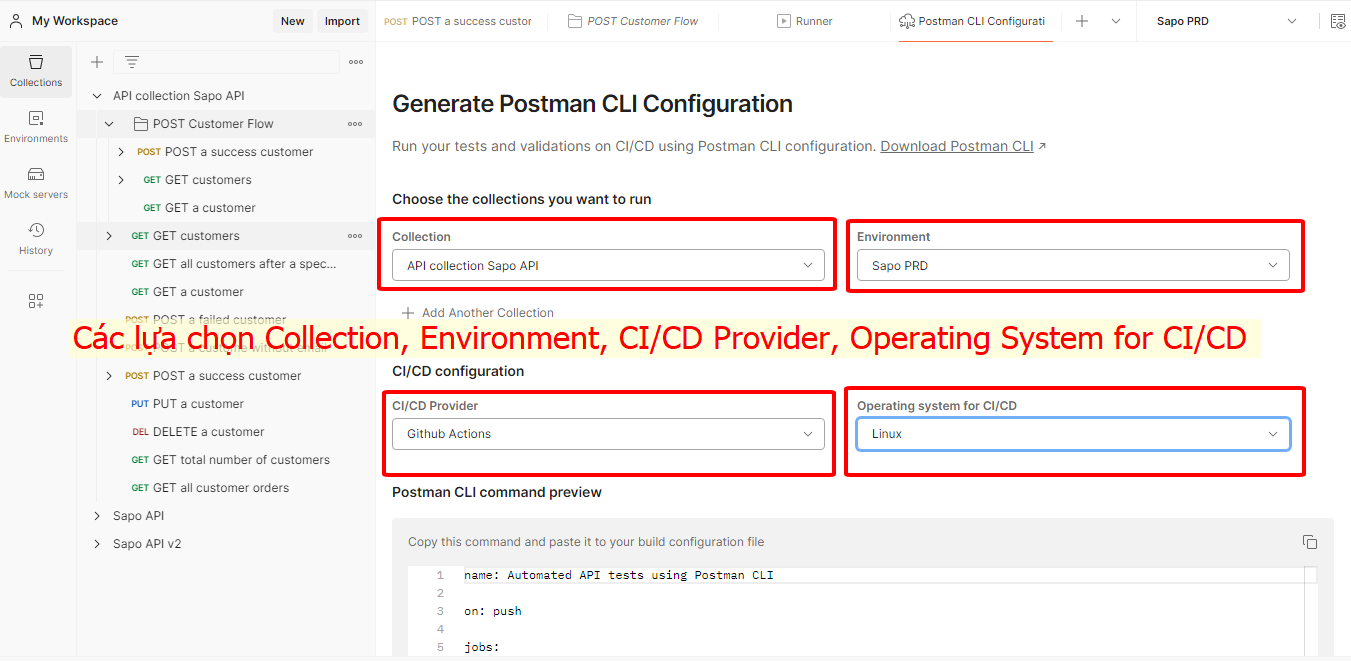 My Workspace
New
Import
POST POST a success custor
POST Customer Flow
Runner
Postman CLI Configurati
Sapo PRD
Collections
Environments
Mock servers
History
API collection Sapo API
POST Customer Flow
POST POST a success customer
GET GET customers
GET GET a customer
GET GET customers
GET GET all customers after a spec...
GET GET a customer
POST POST a failed customer
POST POST a custome without email
POST POST a success customer
PUT PUT a customer
DEL DELETE a customer
GET GET total number of customers
GET GET all customer orders
Sapo API
Sapo API v2
Generate Postman CLI Configuration
Run your tests and validations on CI/CD using Postman CLI configuration. Download Postman CLI ↗
Choose the collections you want to run
Collection
API collection Sapo API
Environment
Sapo PRD
Add Another Collection
Các lựa chọn Collection, Environment, CI/CD Provider, Operating System for CI/CD
CI/CD configuration
CI/CD Provider
Github Actions
Operating system for CI/CD
Linux
Postman CLI command preview
Copy this command and paste it to your build configuration file
1 name: Automated API tests using Postman CLI
2
3 on: push
4
5 jobs: